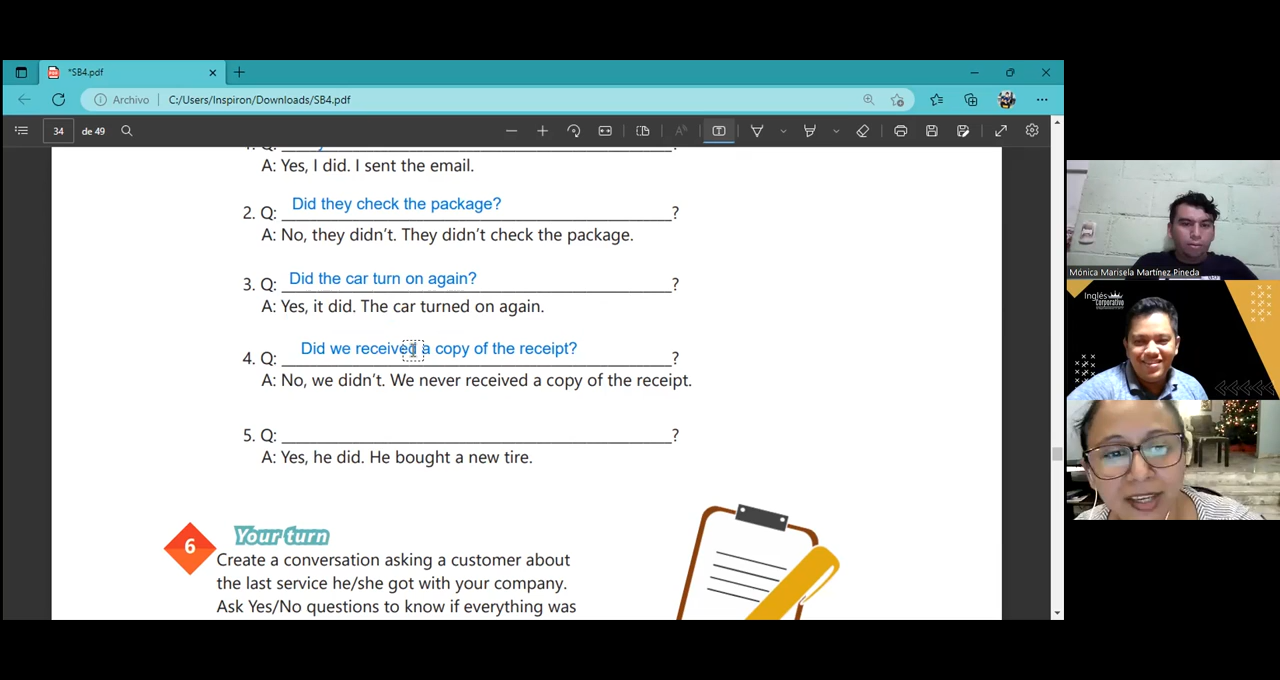 *SB4.pdf
Archivo C:/Users/Inspiron/Downloads/SB4.pdf
34 de 49
A: Yes, I did. I sent the email.
Did they check the package?
2. Q: ?
A: No, they didn't. They didn't check the package.
Did the car turn on again?
3. Q: ?
A: Yes, it did. The car turned on again.
Did we received a copy of the receipt?
4. Q: ?
A: No, we didn't. We never received a copy of the receipt.
5. Q: ?
A: Yes, he did. He bought a new tire.
6
Your turn
Create a conversation asking a customer about
the last service he/she got with your company.
Ask Yes/No questions to know if everything was
Mónica Marisela Martínez Pineda
Inglés
Corporativo